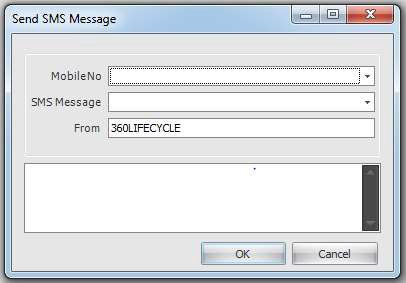 Send SMS Message
MobileNo
SMS Message
From 360LIFECYCLE
OK Cancel